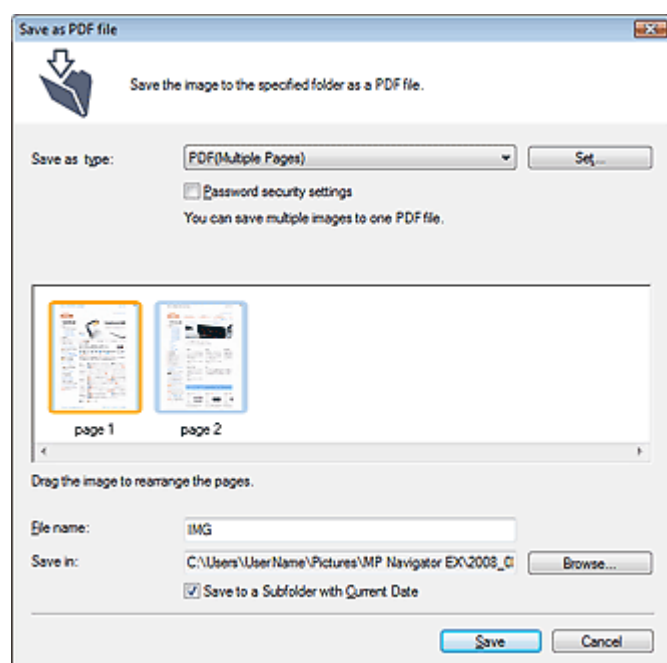 Save as PDF file
Save the image to the specified folder as a PDF file.
Save as type: PDF(Multiple Pages) Set...
Password security settings
You can save multiple images to one PDF file.
page 1 page 2
Drag the image to rearrange the pages.
File name: IMG
Save in: C:\Users\UserName\Pictures\MP Navigator EX\2008_0 Browse...
Save to a Subfolder with Current Date
Save Cancel